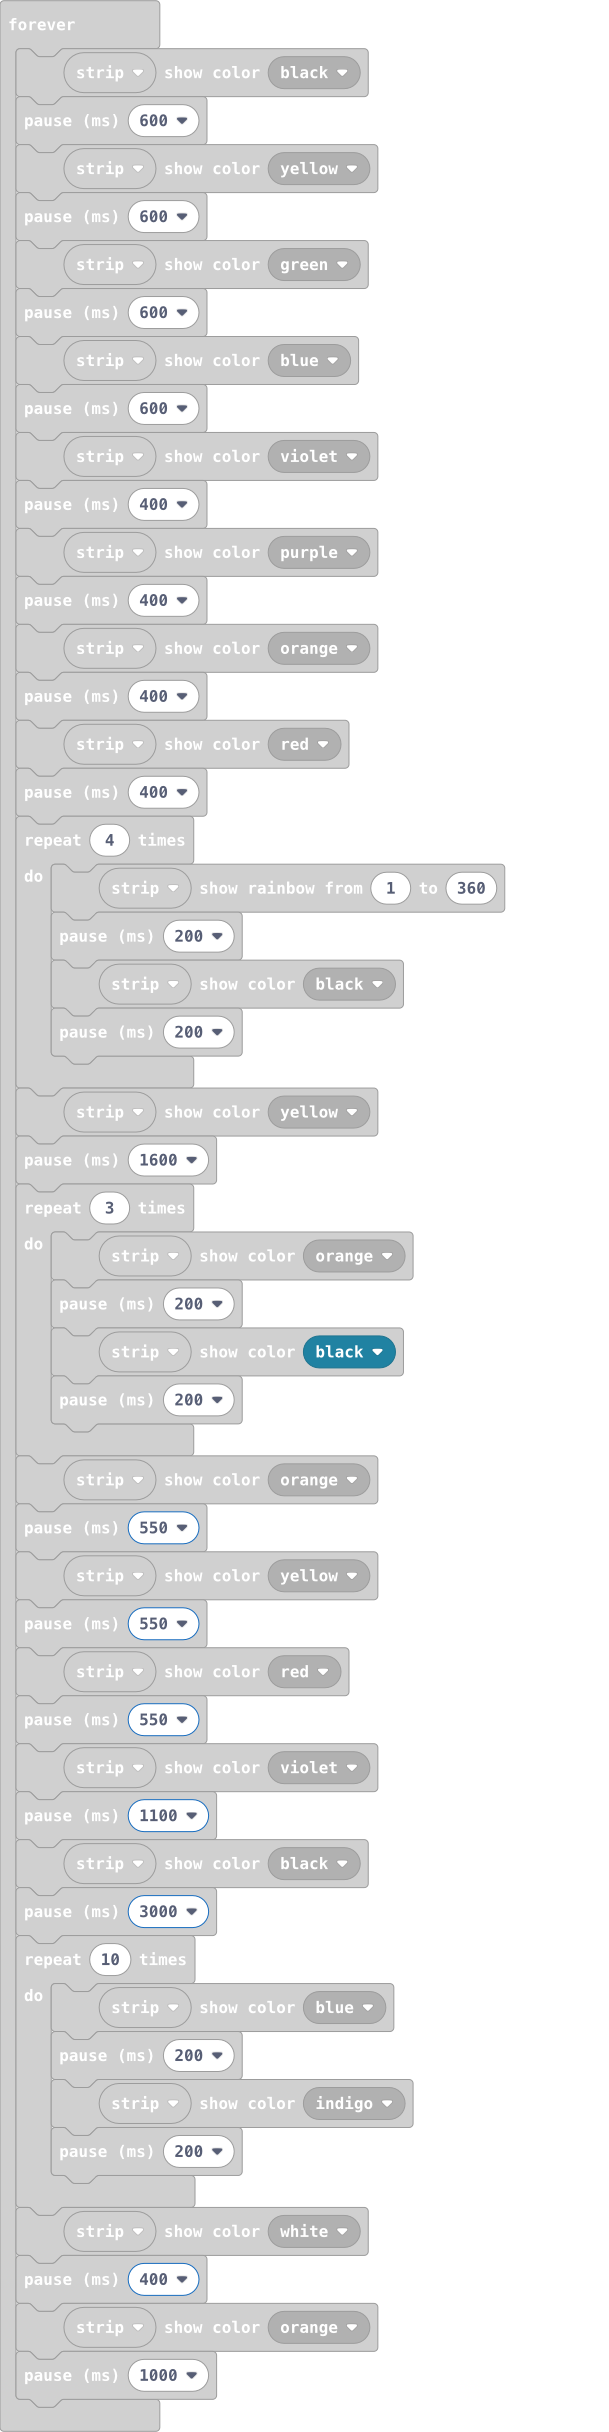 forever
strip show color black
pause (ms) 600
strip show color yellow
pause (ms) 600
strip show color green
pause (ms) 600
strip show color blue
pause (ms) 600
strip show color violet
pause (ms) 400
strip show color purple
pause (ms) 400
strip show color orange
pause (ms) 400
strip show color red
pause (ms) 400
repeat 4 times
do
strip show rainbow from 1 to 360
pause (ms) 200
strip show color black
pause (ms) 200
strip show color yellow
pause (ms) 1600
repeat 3 times
do
strip show color orange
pause (ms) 200
strip show color black
pause (ms) 200
strip show color orange
pause (ms) 550
strip show color yellow
pause (ms) 550
strip show color red
pause (ms) 550
strip show color violet
pause (ms) 1100
strip show color black
pause (ms) 3000
repeat 10 times
do
strip show color blue
pause (ms) 200
strip show color indigo
pause (ms) 200
strip show color white
pause (ms) 400
strip show color orange
pause (ms) 1000